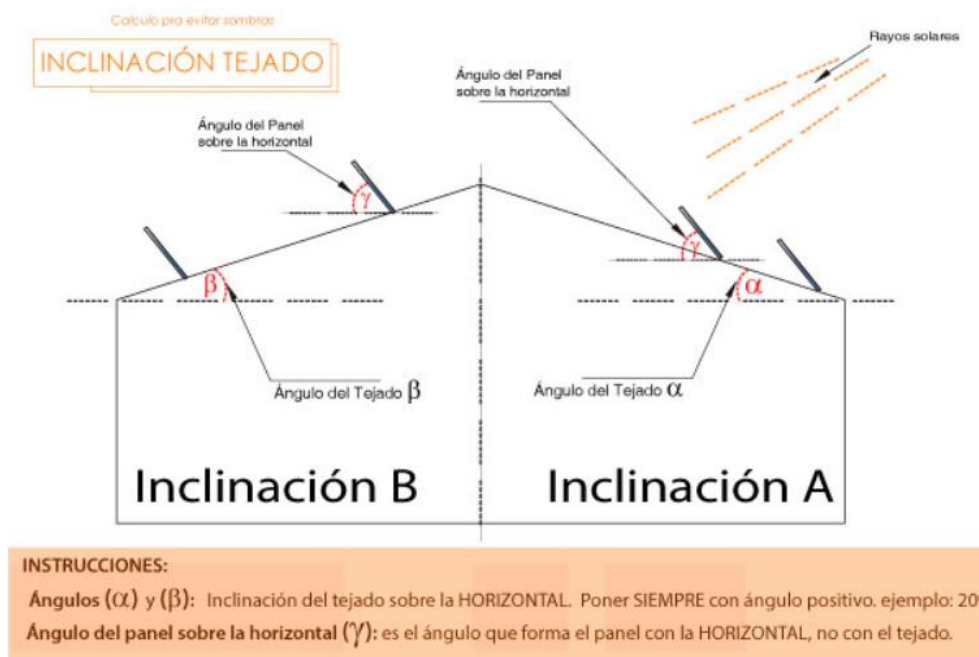 Calculo pra evitar sombras
INCLINACIÓN TEJADO
Rayos solares
Ángulo del Panel
sobre la horizontal
Ángulo del Panel
sobre la horizontal
γ
γ
β
α
Ángulo del Tejado β
Ángulo del Tejado α
Inclinación B
Inclinación A
INSTRUCCIONES:
Ángulos (α) y (β): Inclinación del tejado sobre la HORIZONTAL. Poner SIEMPRE con ángulo positivo. ejemplo: 20º
Ángulo del panel sobre la horizontal (γ): es el ángulo que forma el panel con la HORIZONTAL, no con el tejado.